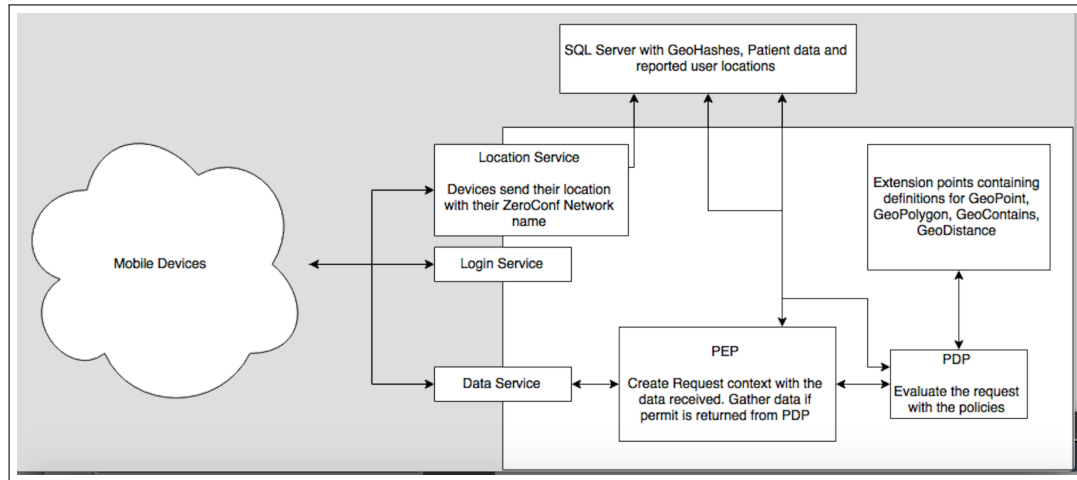 SQL Server with GeoHashes, Patient data and
reported user locations
Location Service
Devices send their location
with their ZeroConf Network
name
Extension points containing
definitions for GeoPoint,
GeoPolygon, GeoContains,
GeoDistance
Mobile Devices
Login Service
PEP
Create Request context with the
data received. Gather data if
permit is returned from PDP
PDP
Evaluate the request
with the policies
Data Service